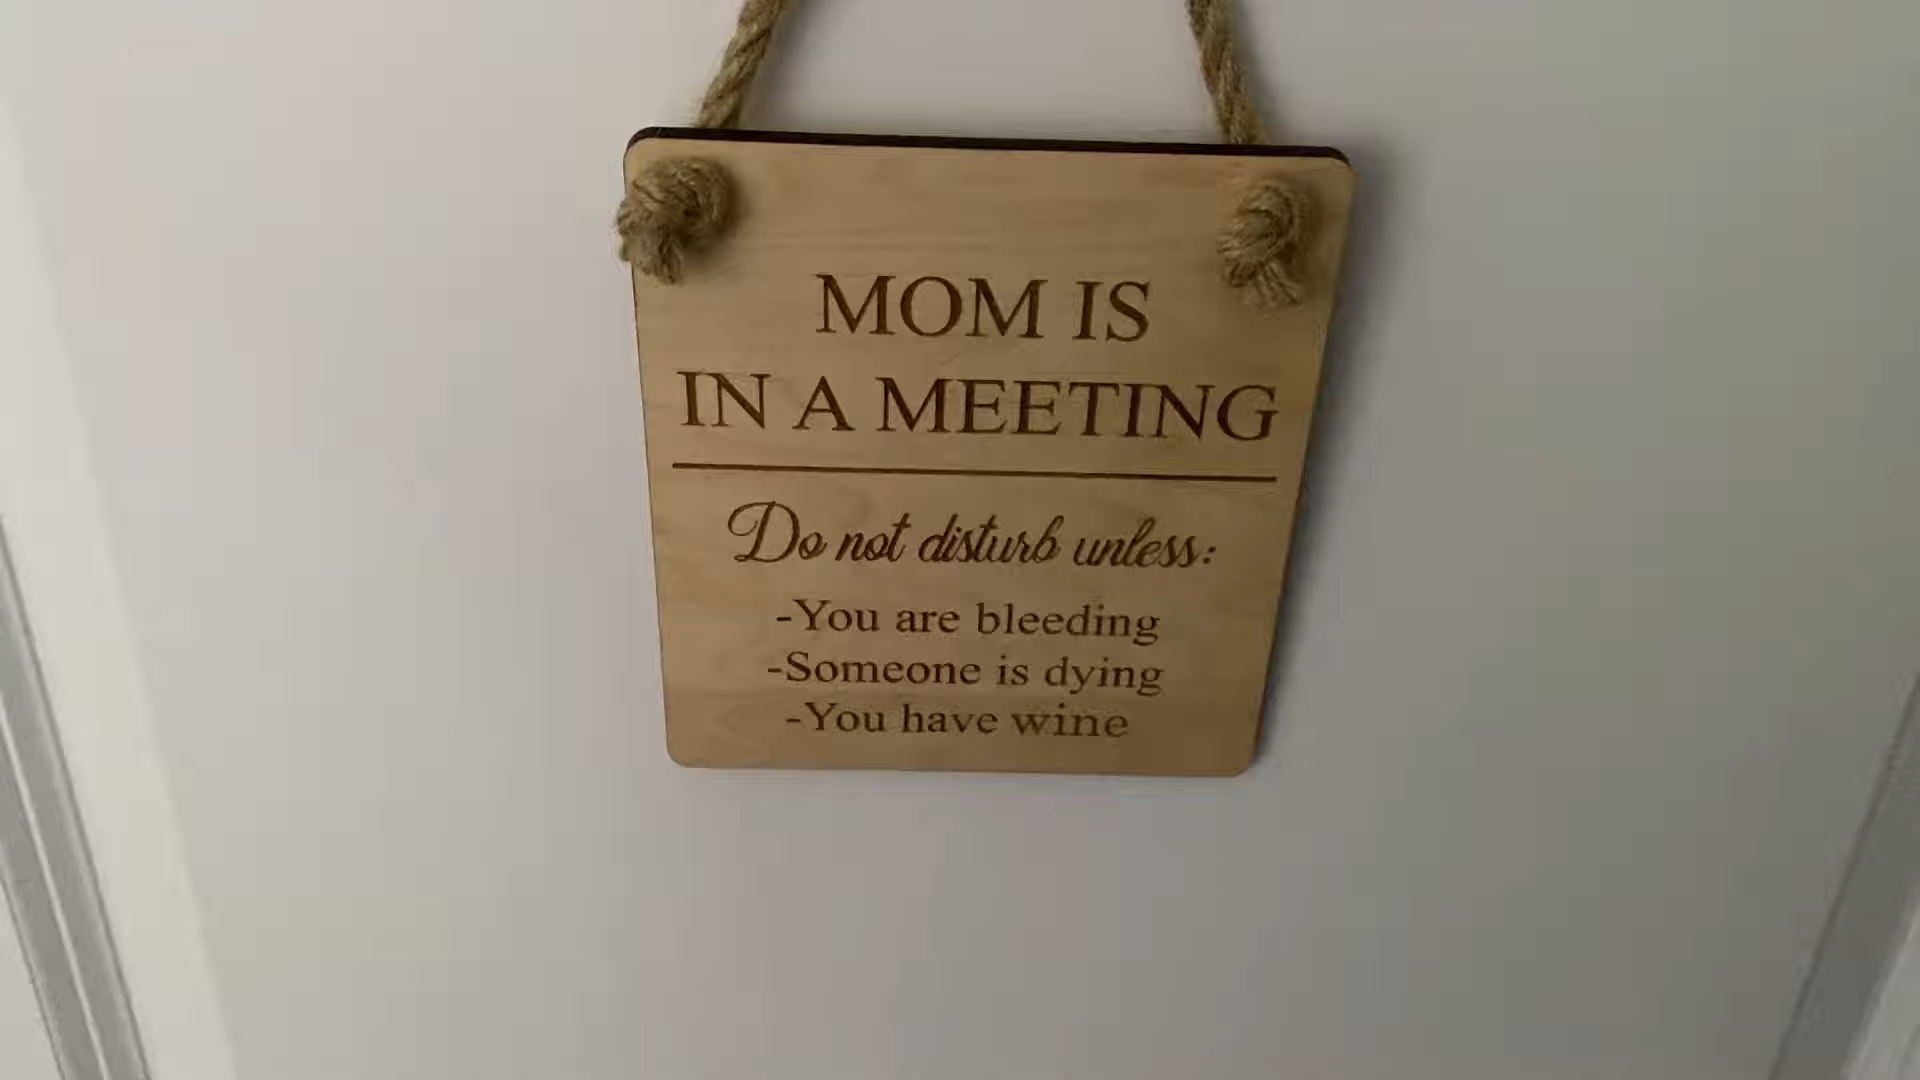 MOM IS
IN A MEETING
Do not disturb unless:
-You are bleeding
-Someone is dying
-You have wine